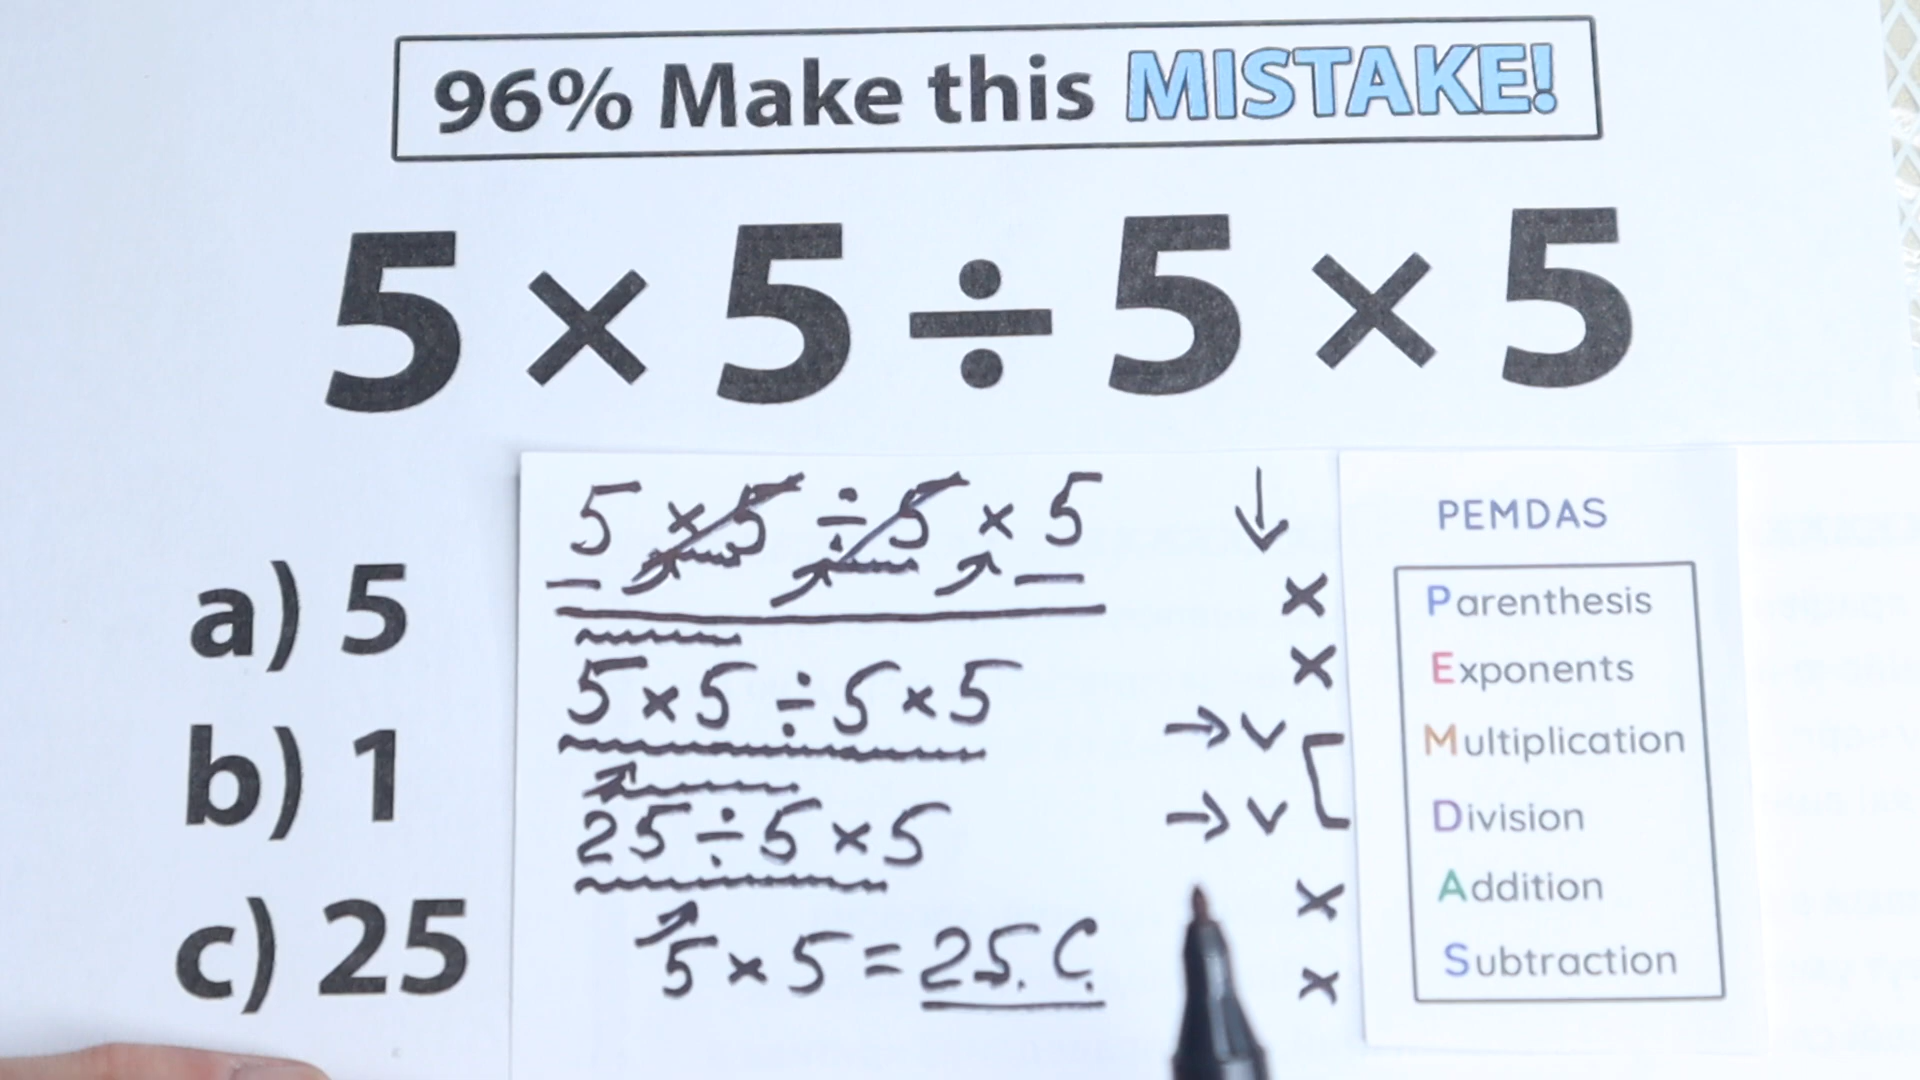 96% Make this MISTAKE!
5 × 5 ÷ 5 × 5
a) 5
b) 1
c) 25
5 × 5 ÷ 5 × 5
5 × 5 ÷ 5 × 5
25 ÷ 5 × 5
5 × 5 = 25. C.
PEMDAS
Parenthesis
Exponents
Multiplication
Division
Addition
Subtraction